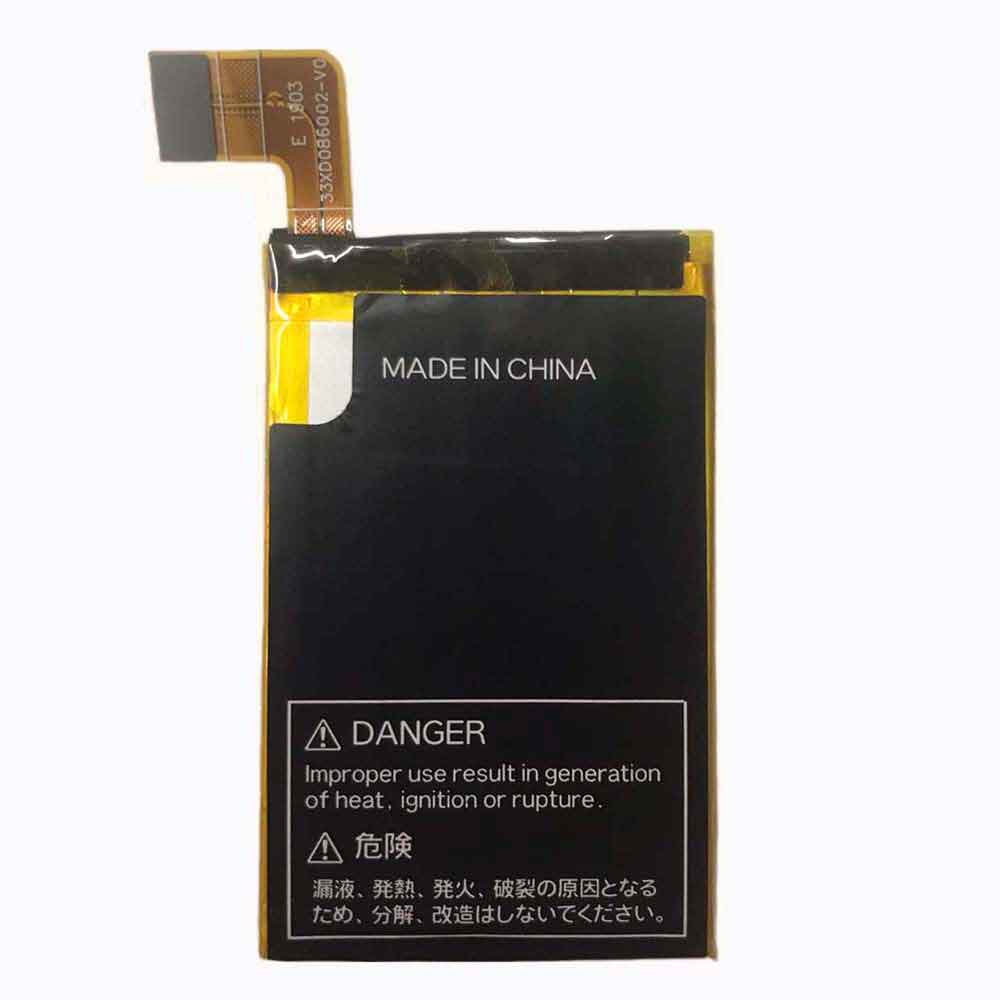 E 1903
33XD086002-V0
MADE IN CHINA
DANGER
Improper use result in generation
of heat, ignition or rupture.
危険
漏液、発熱、発火、破裂の原因となる
ため、分解、改造はしないでください。